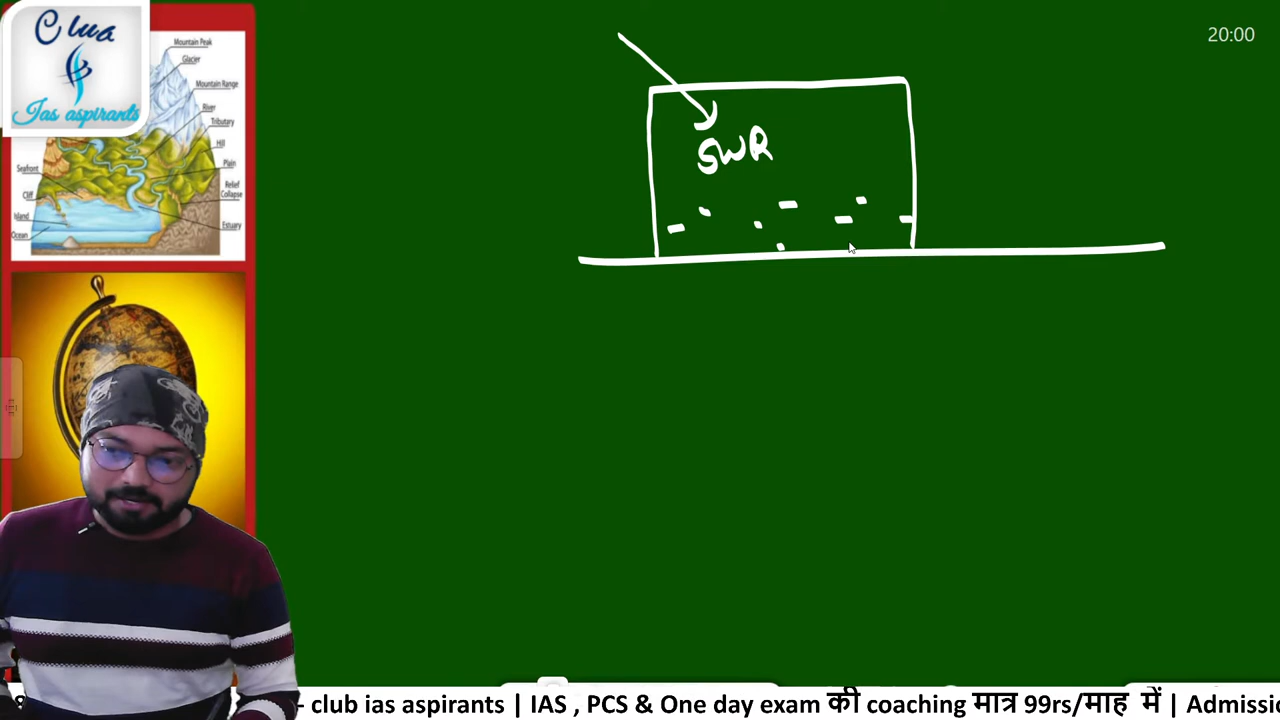 Club
Ias aspirants
Mountain Peak
Glacier
Mountain Range
River
Tributary
Hill
Plain
Relief
Collapse
Estuary
Seafront
Cliff
Island
Ocean
20:00
SWR
- club ias aspirants | IAS , PCS & One day exam की coaching मात्र 99rs/माह में | Admissio